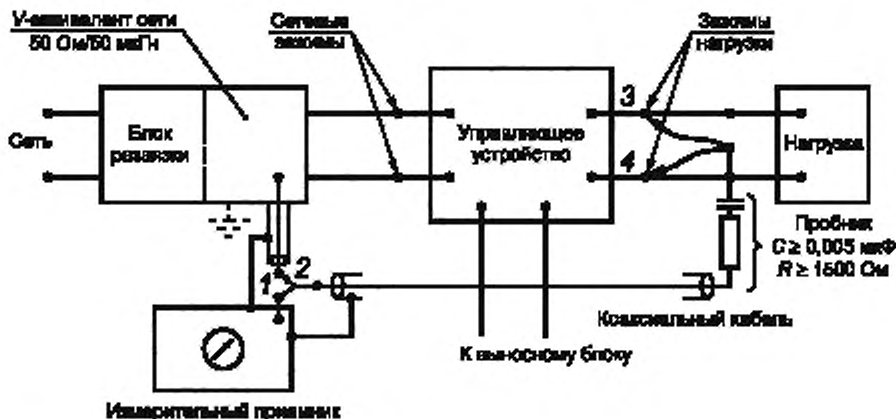 V-эквивалент сети
50 Ом/50 мкГн
Сетевые
зажимы
Зажимы
нагрузки
Сеть
Блок
развязки
Управляющее
устройство
3
4
Нагрузка
Пробник
C ≥ 0,005 мкФ
R ≥ 1500 Ом
1
2
Коаксиальный кабель
К выносному блоку
Измерительный приемник